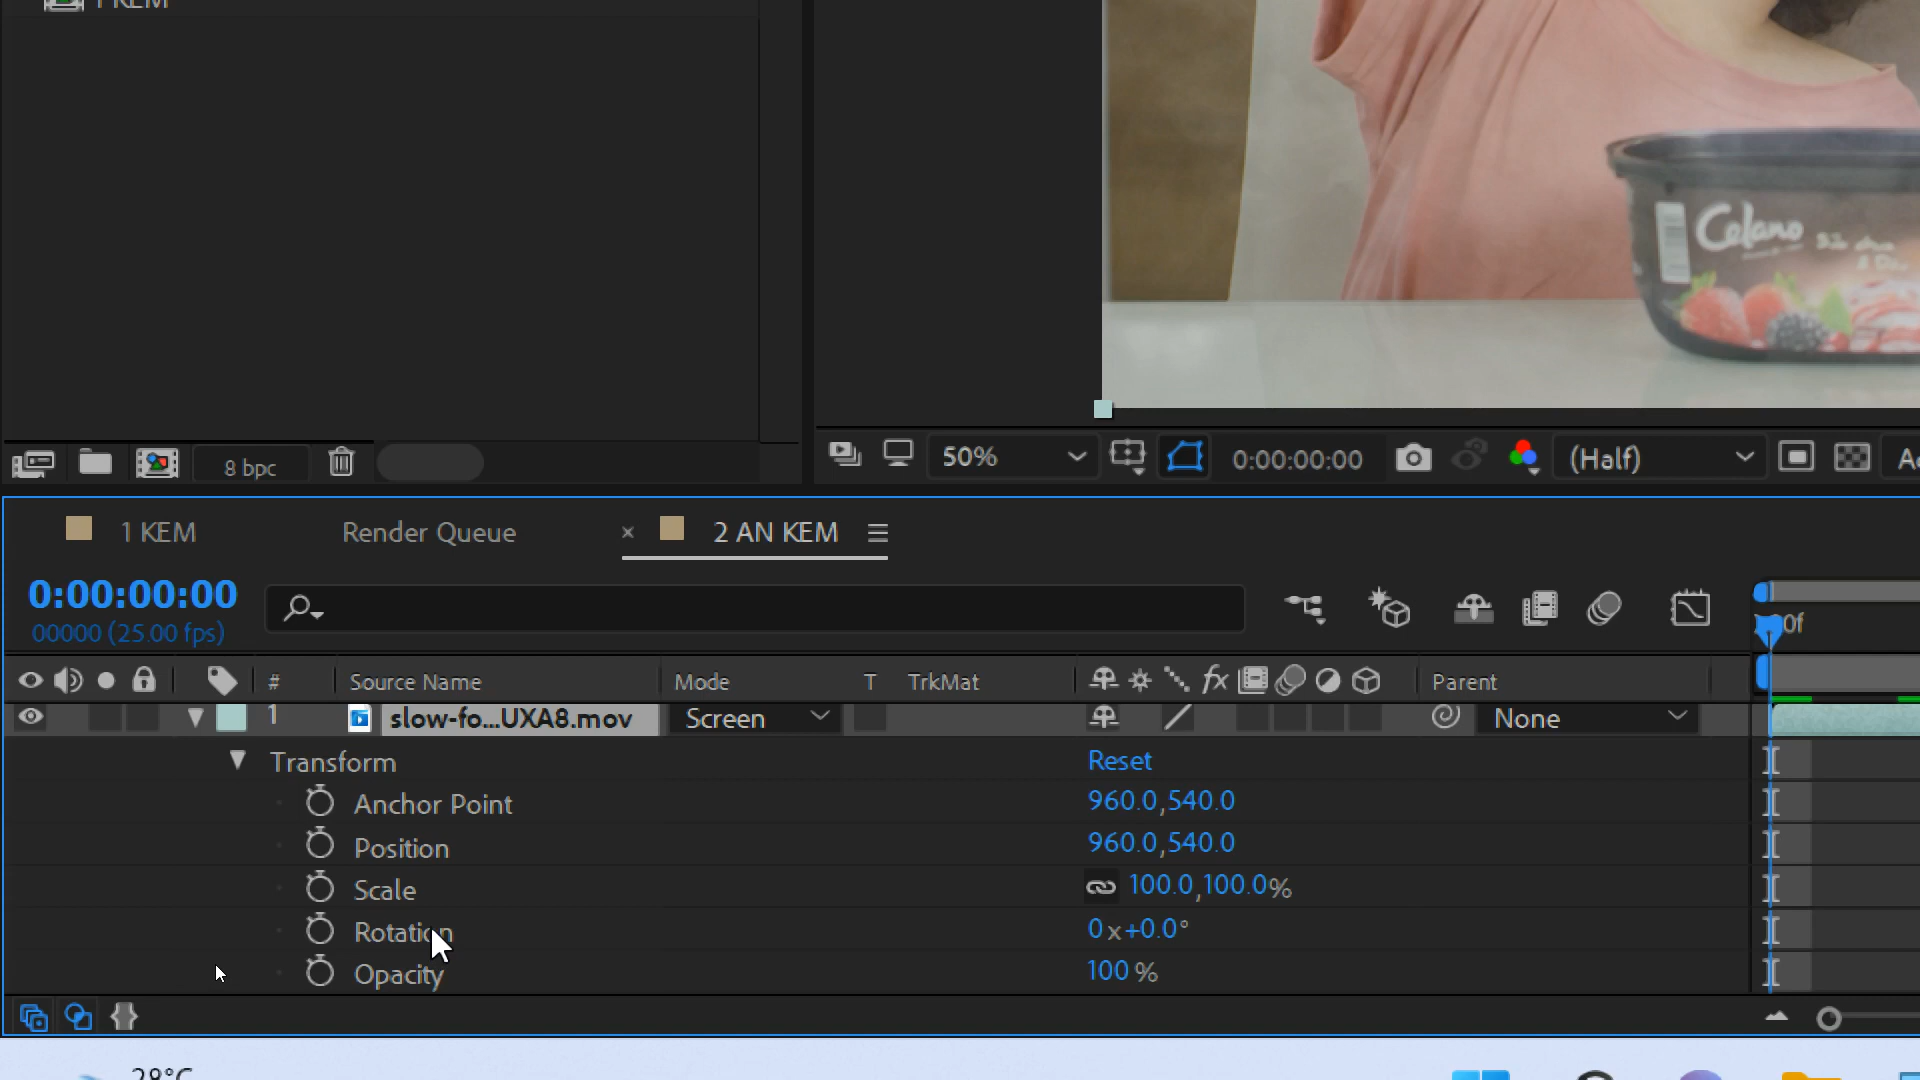 1 KEM
Celano
8 bpc
50%
0:00:00:00
(Half)
1 KEM
Render Queue
× 2 AN KEM
0:00:00:00
00000 (25.00 fps)
# Source Name Mode T TrkMat fx Parent
1 slow-fo...UXA8.mov Screen None
Transform Reset
Anchor Point 960.0,540.0
Position 960.0,540.0
Scale 100.0,100.0%
Rotation 0x+0.0°
Opacity 100 %
28°C